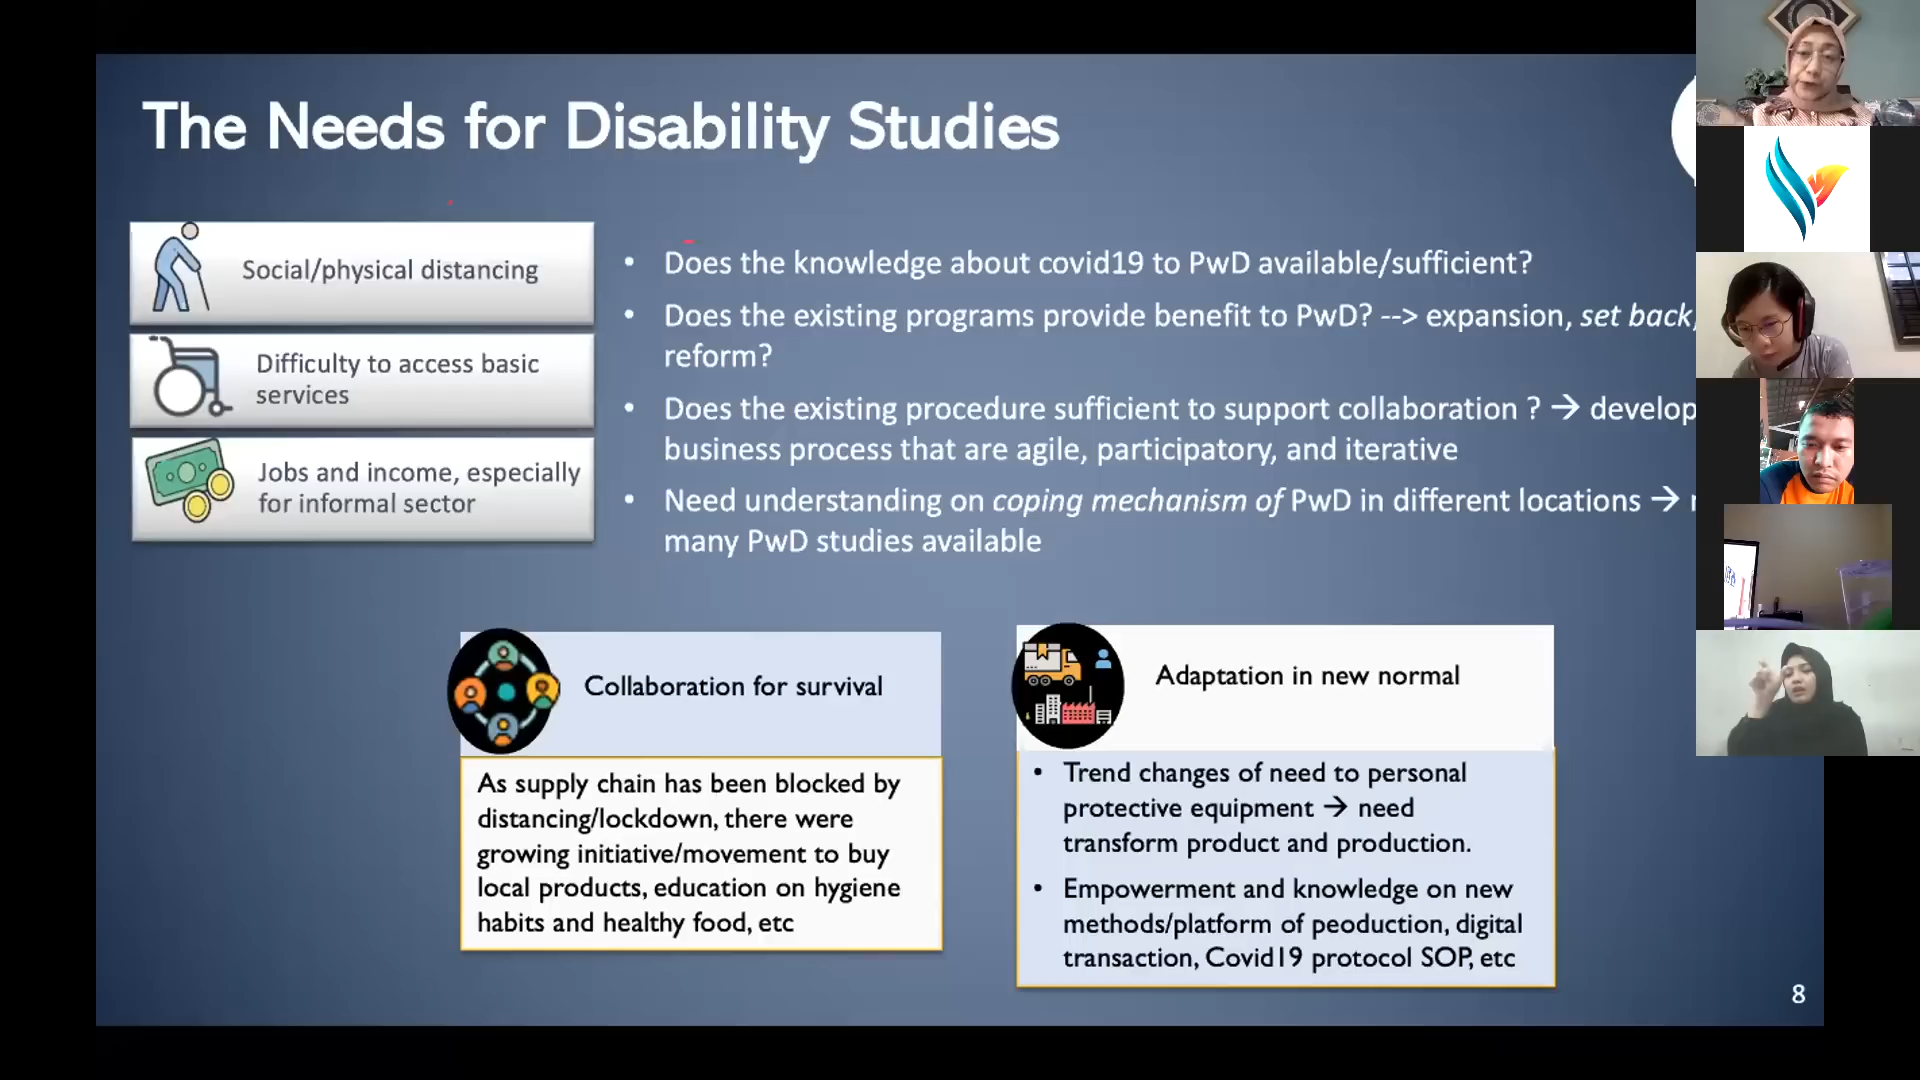 The Needs for Disability Studies
Social/physical distancing
Difficulty to access basic
services
Jobs and income, especially
for informal sector
• Does the knowledge about covid19 to PwD available/sufficient?
• Does the existing programs provide benefit to PwD? --> expansion, set back,
reform?
• Does the existing procedure sufficient to support collaboration ? → develop
business process that are agile, participatory, and iterative
• Need understanding on coping mechanism of PwD in different locations →
many PwD studies available
Collaboration for survival
As supply chain has been blocked by
distancing/lockdown, there were
growing initiative/movement to buy
local products, education on hygiene
habits and healthy food, etc
Adaptation in new normal
• Trend changes of need to personal
protective equipment → need
transform product and production.
• Empowerment and knowledge on new
methods/platform of peoduction, digital
transaction, Covid19 protocol SOP, etc
8